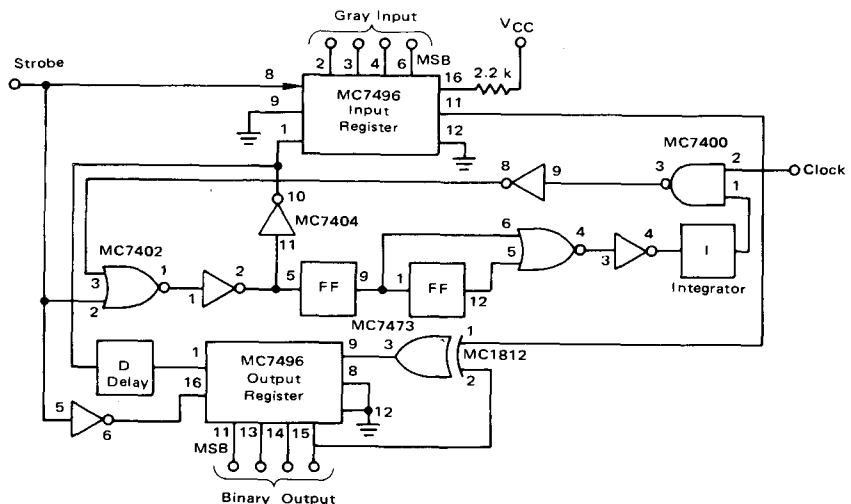 Gray Input
V_CC
Strobe
2 3 4 6 MSB
16 2.2 k
8
MC7496
Input
Register
11
9
1
12
MC7400
8 9 3 2 Clock
1
10
MC7404
11
MC7402
3 1
2
1 2
5 FF 9
1 FF
12
6
5 4
3 4
I
Integrator
MC7473
D
Delay
1
16
MC7496
Output
Register
9 3
8
12
1
MC1812
2
5 6
11 13 14 15
MSB
Binary Output